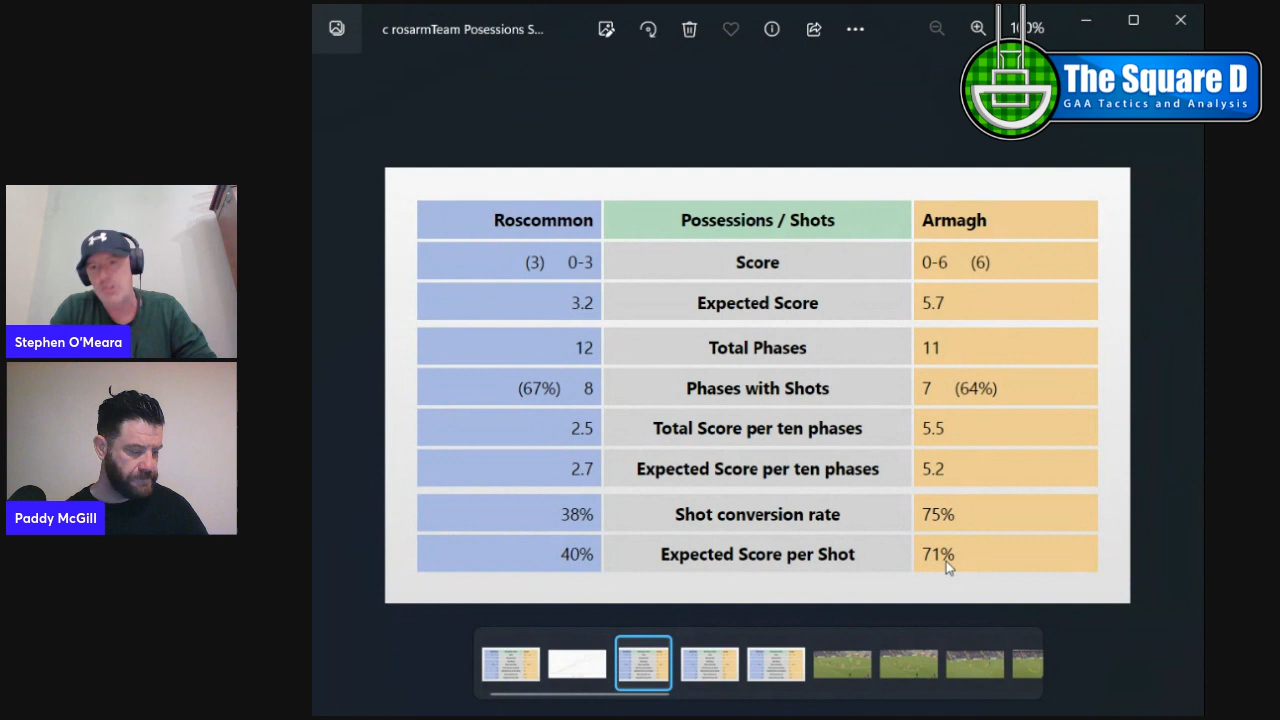 c rosarmTeam Posessions S...
The Square D
GAA Tactics and Analysis
Roscommon Possessions / Shots Armagh
(3) 0-3 Score 0-6 (6)
3.2 Expected Score 5.7
12 Total Phases 11
(67%) 8 Phases with Shots 7 (64%)
2.5 Total Score per ten phases 5.5
2.7 Expected Score per ten phases 5.2
38% Shot conversion rate 75%
40% Expected Score per Shot 71%
Stephen O'Meara
Paddy McGill